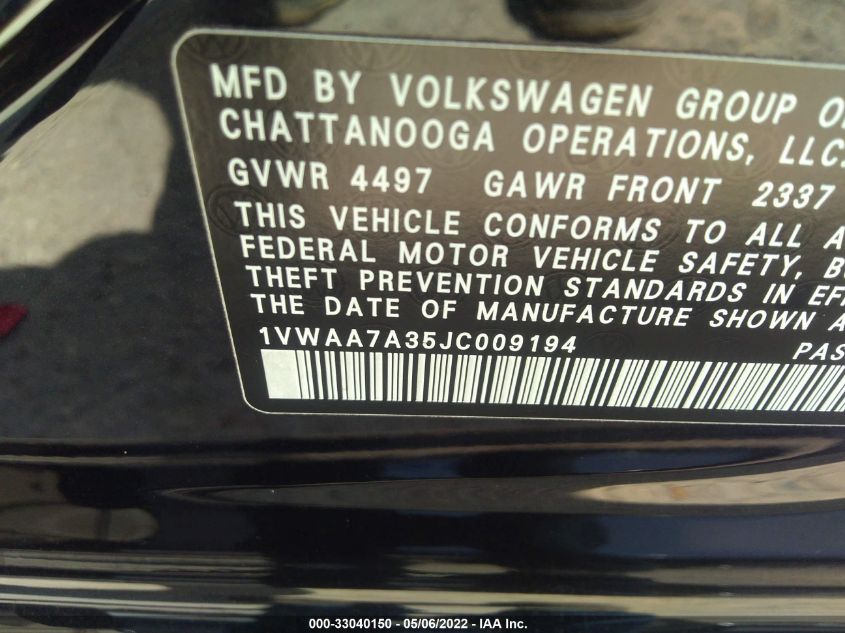 MFD BY VOLKSWAGEN GROUP
CHATTANOOGA OPERATIONS, LLC.
GVWR 4497 GAWR FRONT 2337
THIS VEHICLE CONFORMS TO ALL
FEDERAL MOTOR VEHICLE SAFETY,
THEFT PREVENTION STANDARDS IN
THE DATE OF MANUFACTURE SHOWN
1VWAA7A35JC009194 PAS
000-33040150 - 05/06/2022 - IAA Inc.